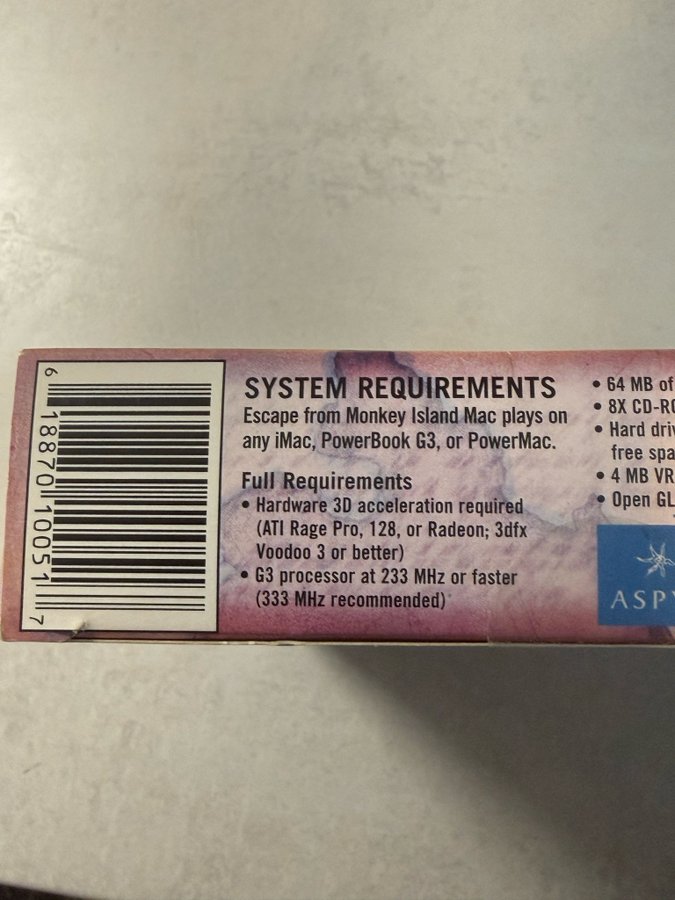 6 18870 10051 7
SYSTEM REQUIREMENTS
Escape from Monkey Island Mac plays on
any iMac, PowerBook G3, or PowerMac.
Full Requirements
• Hardware 3D acceleration required
(ATI Rage Pro, 128, or Radeon; 3dfx
Voodoo 3 or better)
• G3 processor at 233 MHz or faster
(333 MHz recommended)
• 64 MB of
• 8X CD-RO
• Hard driv
free spa
• 4 MB VR
• Open GL
ASPY